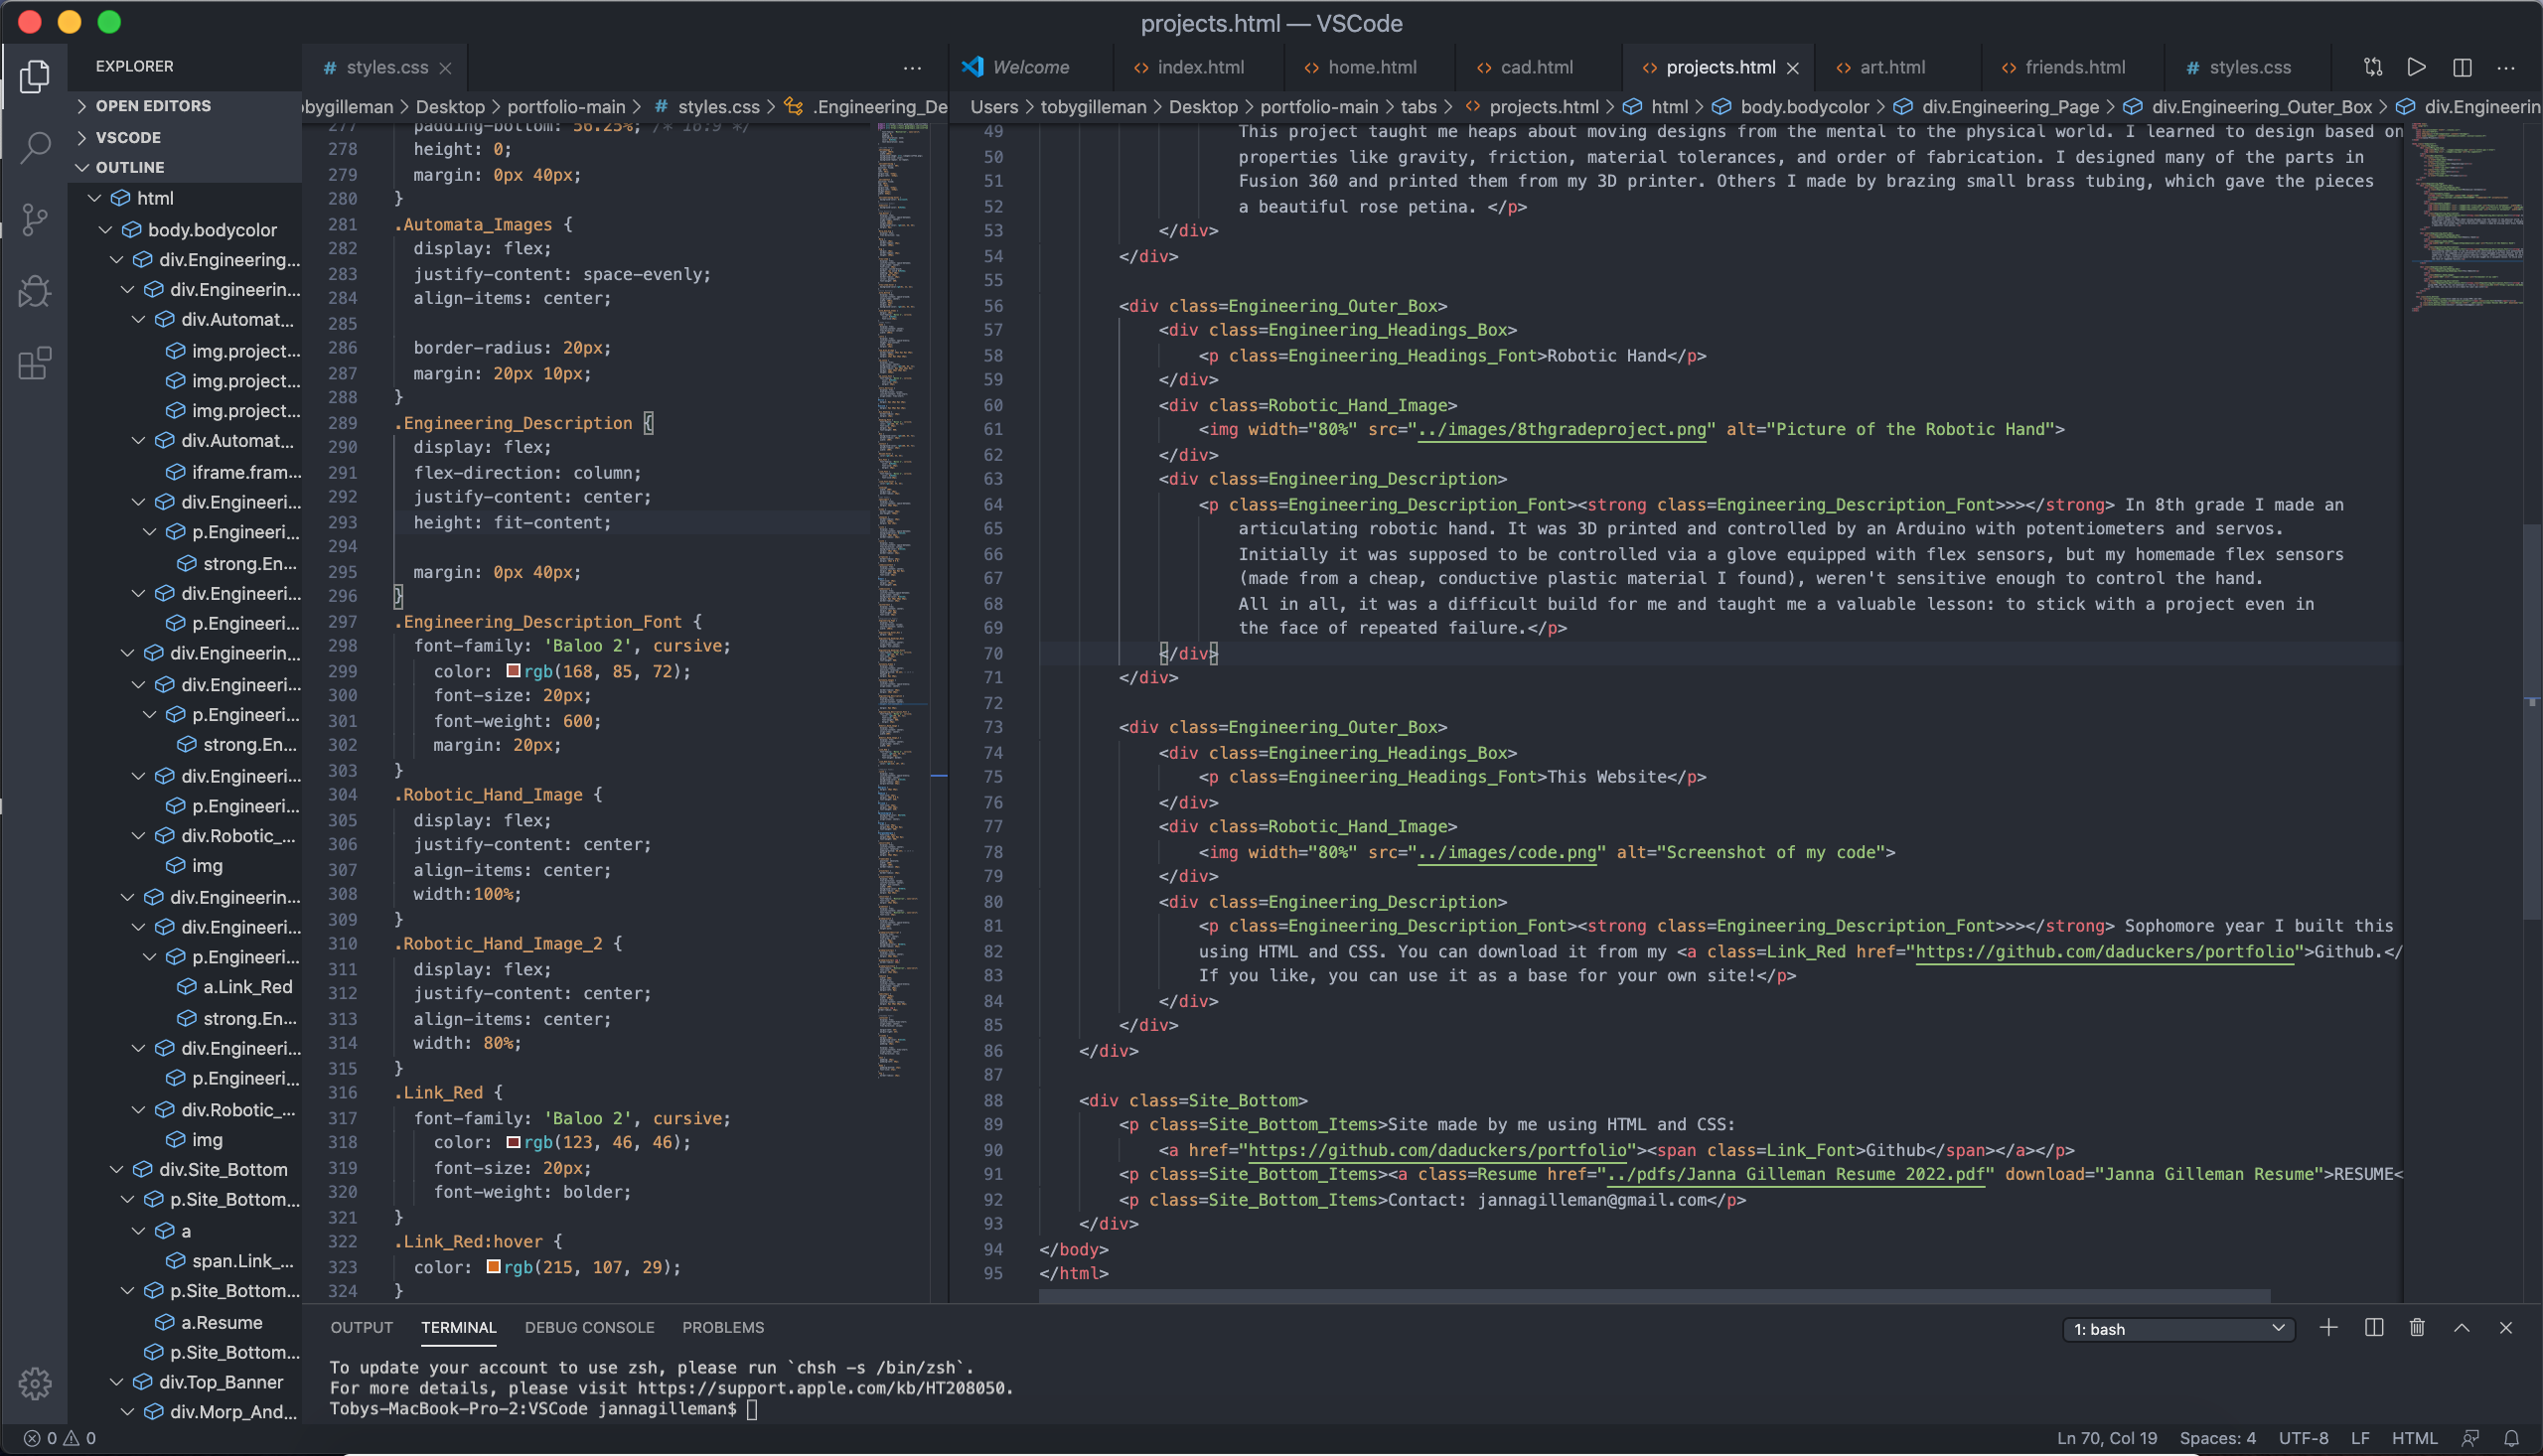 projects.html — VSCode
EXPLORER
OPEN EDITORS
VSCODE
OUTLINE
html
body.bodycolor
div.Engineering...
div.Engineerin...
div.Automat...
img.project...
img.project...
img.project...
div.Automat...
iframe.fram...
div.Engineeri...
p.Engineeri...
strong.En...
div.Engineeri...
p.Engineeri...
div.Engineerin...
div.Engineeri...
p.Engineeri...
strong.En...
div.Engineeri...
p.Engineeri...
div.Robotic_...
img
div.Engineerin...
div.Engineeri...
p.Engineeri...
a.Link_Red
strong.En...
div.Engineeri...
p.Engineeri...
div.Robotic_...
img
div.Site_Bottom
p.Site_Bottom...
a
span.Link_...
p.Site_Bottom...
a.Resume
p.Site_Bottom...
div.Top_Banner
div.Morp_And...
# styles.css
obygilleman > Desktop > portfolio-main > # styles.css > .Engineering_De
277 padding-bottom: 56.25%; /* 16:9 */
278 height: 0;
279 margin: 0px 40px;
280 }
281 .Automata_Images {
282 display: flex;
283 justify-content: space-evenly;
284 align-items: center;
285
286 border-radius: 20px;
287 margin: 20px 10px;
288 }
289 .Engineering_Description {
290 display: flex;
291 flex-direction: column;
292 justify-content: center;
293 height: fit-content;
294
295 margin: 0px 40px;
296 }
297 .Engineering_Description_Font {
298 font-family: 'Baloo 2', cursive;
299 color: rgb(168, 85, 72);
300 font-size: 20px;
301 font-weight: 600;
302 margin: 20px;
303 }
304 .Robotic_Hand_Image {
305 display: flex;
306 justify-content: center;
307 align-items: center;
308 width:100%;
309 }
310 .Robotic_Hand_Image_2 {
311 display: flex;
312 justify-content: center;
313 align-items: center;
314 width: 80%;
315 }
316 .Link_Red {
317 font-family: 'Baloo 2', cursive;
318 color: rgb(123, 46, 46);
319 font-size: 20px;
320 font-weight: bolder;
321 }
322 .Link_Red:hover {
323 color: rgb(215, 107, 29);
324 }
Welcome <> index.html <> home.html <> cad.html <> projects.html <> art.html <> friends.html # styles.css
Users > tobygilleman > Desktop > portfolio-main > tabs > <> projects.html > html > body.bodycolor > div.Engineering_Page > div.Engineering_Outer_Box > div.Engineerin
49 This project taught me heaps about moving designs from the mental to the physical world. I learned to design based on
50 properties like gravity, friction, material tolerances, and order of fabrication. I designed many of the parts in
51 Fusion 360 and printed them from my 3D printer. Others I made by brazing small brass tubing, which gave the pieces
52 a beautiful rose petina. </p>
53 </div>
54 </div>
55
56 <div class=Engineering_Outer_Box>
57 <div class=Engineering_Headings_Box>
58 <p class=Engineering_Headings_Font>Robotic Hand</p>
59 </div>
60 <div class=Robotic_Hand_Image>
61 <img width="80%" src="../images/8thgradeproject.png" alt="Picture of the Robotic Hand">
62 </div>
63 <div class=Engineering_Description>
64 <p class=Engineering_Description_Font><strong class=Engineering_Description_Font>>></strong> In 8th grade I made an
65 articulating robotic hand. It was 3D printed and controlled by an Arduino with potentiometers and servos.
66 Initially it was supposed to be controlled via a glove equipped with flex sensors, but my homemade flex sensors
67 (made from a cheap, conductive plastic material I found), weren't sensitive enough to control the hand.
68 All in all, it was a difficult build for me and taught me a valuable lesson: to stick with a project even in
69 the face of repeated failure.</p>
70 </div>
71 </div>
72
73 <div class=Engineering_Outer_Box>
74 <div class=Engineering_Headings_Box>
75 <p class=Engineering_Headings_Font>This Website</p>
76 </div>
77 <div class=Robotic_Hand_Image>
78 <img width="80%" src="../images/code.png" alt="Screenshot of my code">
79 </div>
80 <div class=Engineering_Description>
81 <p class=Engineering_Description_Font><strong class=Engineering_Description_Font>>></strong> Sophomore year I built this
82 using HTML and CSS. You can download it from my <a class=Link_Red href="https://github.com/daduckers/portfolio">Github.</
83 If you like, you can use it as a base for your own site!</p>
84 </div>
85 </div>
86 </div>
87
88 <div class=Site_Bottom>
89 <p class=Site_Bottom_Items>Site made by me using HTML and CSS:
90 <a href="https://github.com/daduckers/portfolio"><span class=Link_Font>Github</span></a></p>
91 <p class=Site_Bottom_Items><a class=Resume href="../pdfs/Janna Gilleman Resume 2022.pdf" download="Janna Gilleman Resume">RESUME<
92 <p class=Site_Bottom_Items>Contact: jannagilleman@gmail.com</p>
93 </div>
94 </body>
95 </html>
OUTPUT TERMINAL DEBUG CONSOLE PROBLEMS
1: bash
To update your account to use zsh, please run `chsh -s /bin/zsh`.
For more details, please visit https://support.apple.com/kb/HT208050.
Tobys-MacBook-Pro-2:VSCode jannagilleman$
0 0
Ln 70, Col 19 Spaces: 4 UTF-8 LF HTML